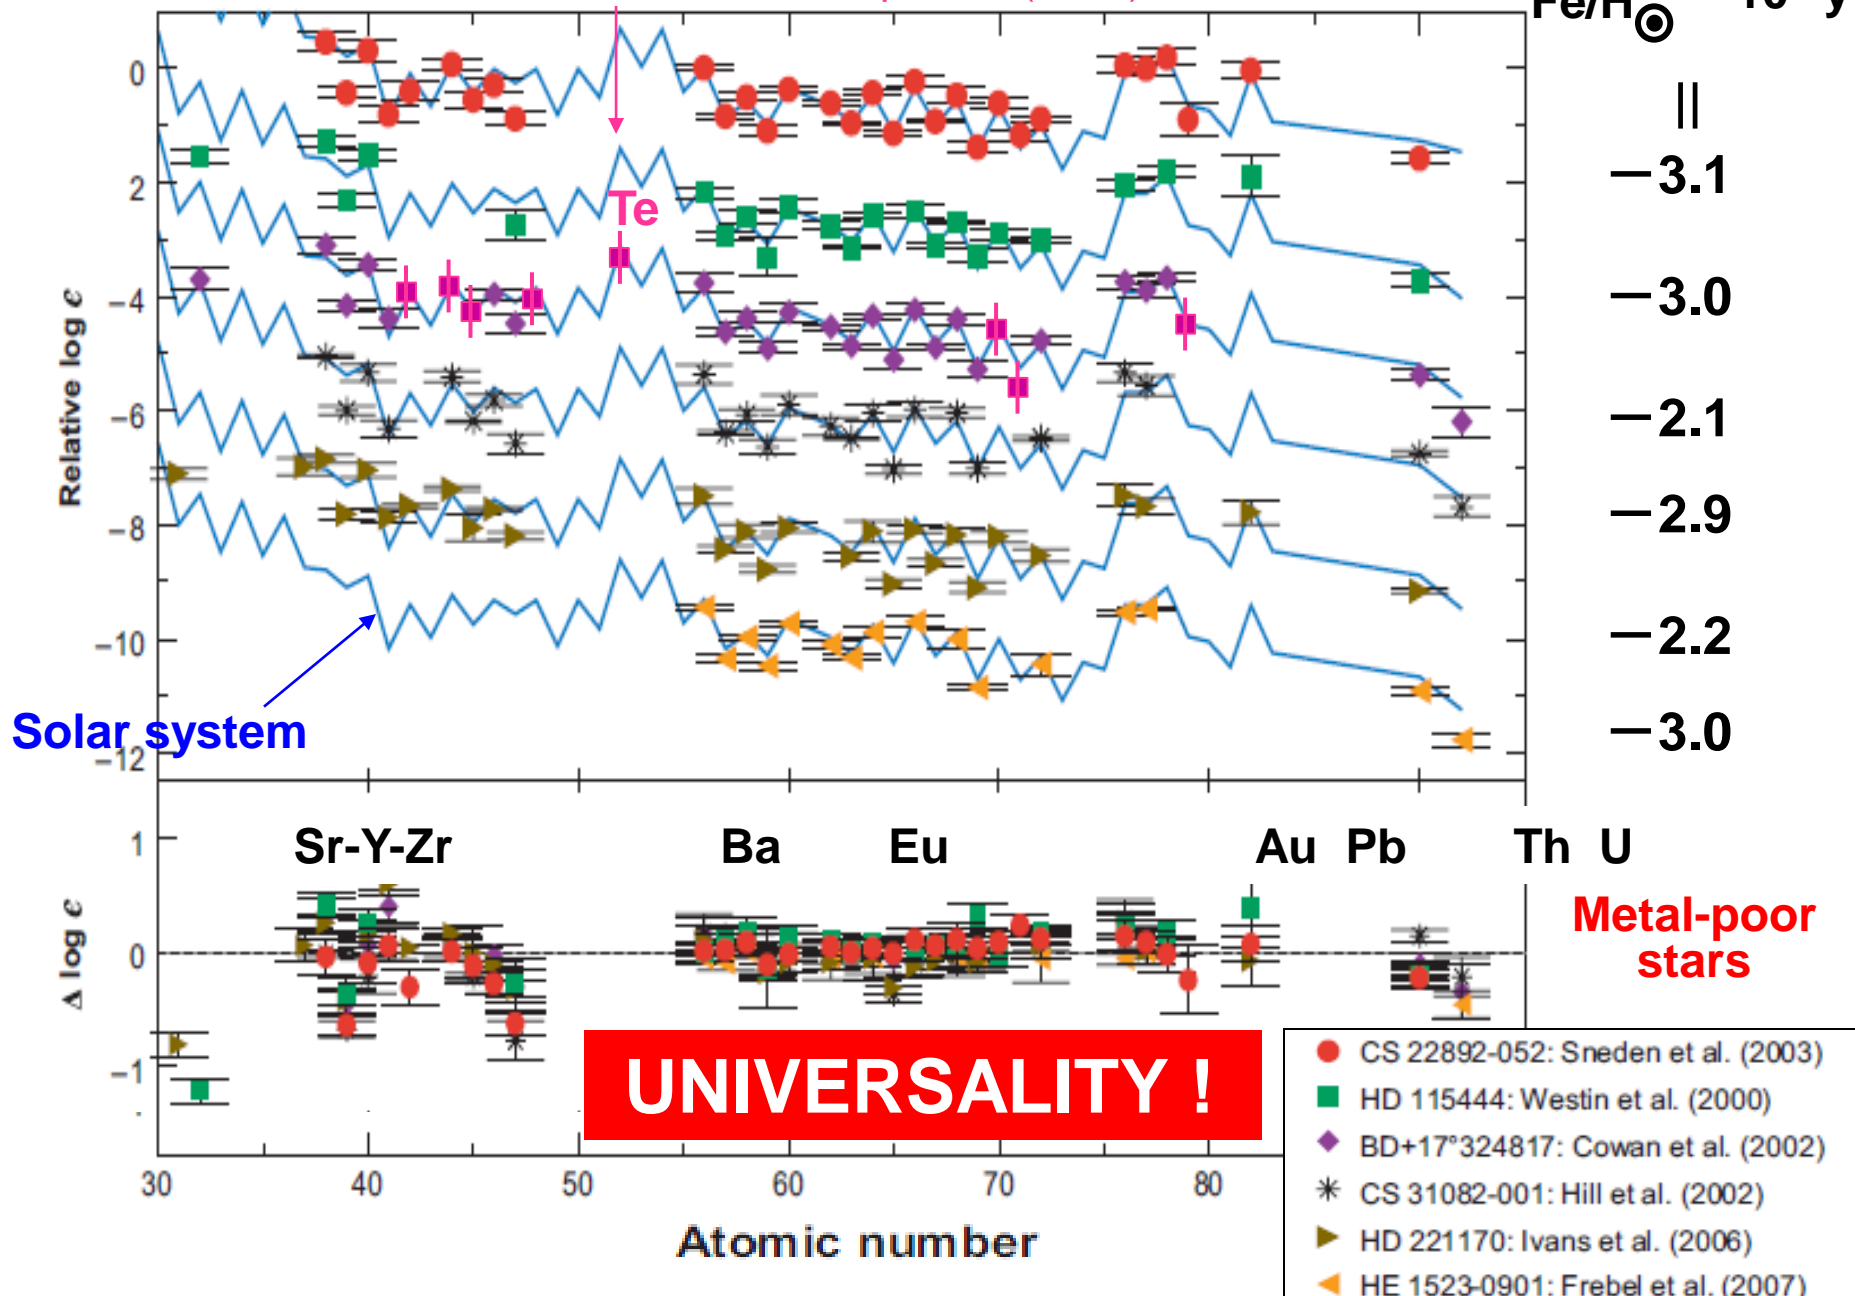 Fe/H⊙
0
2
−4
−6
−8
−10
−12
Relative log ϵ
Te
Solar system
||
−3.1
−3.0
−2.1
−2.9
−2.2
−3.0
1
0
−1
Δ log ϵ
Sr-Y-Zr Ba Eu Au Pb Th U
Metal-poor
stars
UNIVERSALITY !
30 40 50 70 80
Atomic number
CS 22892-052: Sneden et al. (2003)
HD 115444: Westin et al. (2000)
BD+17°324817: Cowan et al. (2002)
CS 31082-001: Hill et al. (2002)
HD 221170: Ivans et al. (2006)
HE 1523-0901: Frebel et al. (2007)